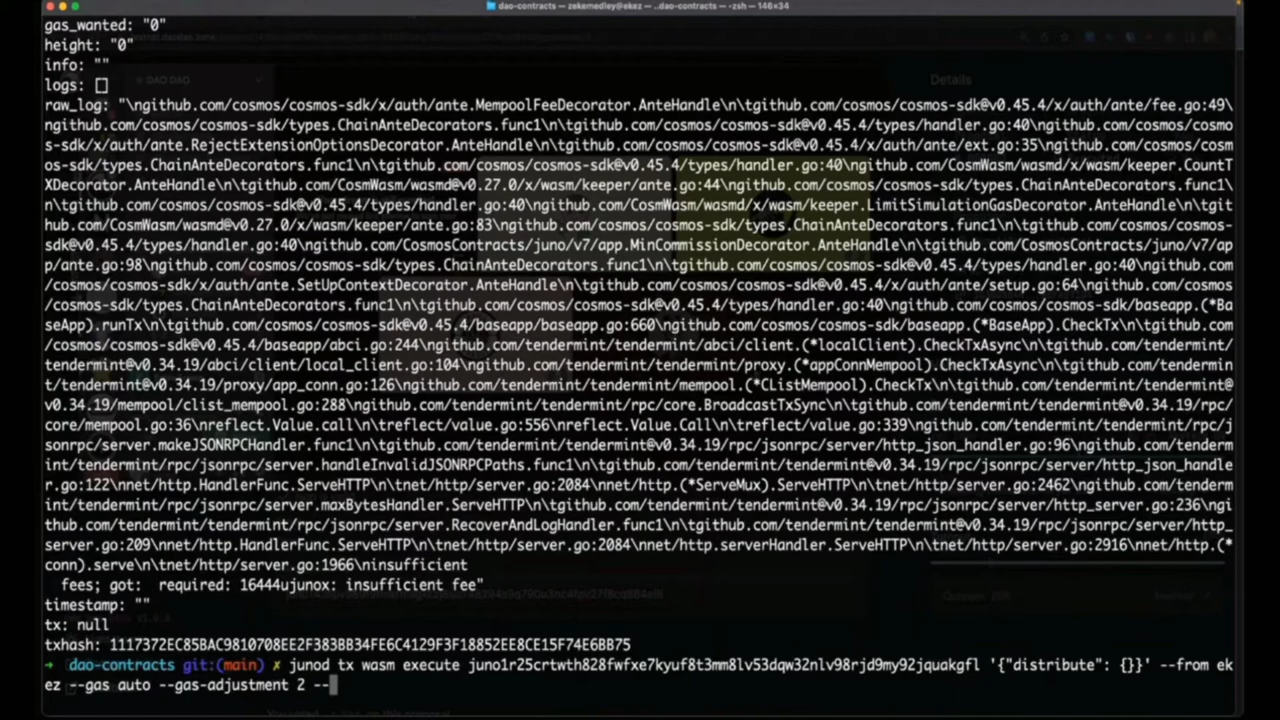 dao-contracts — zekemedley@ekez — ..dao-contracts — -zsh — 146×34
gas_wanted: "0"
height: "0"
info: ""
logs: []
raw_log: "\ngithub.com/cosmos/cosmos-sdk/x/auth/ante.MempoolFeeDecorator.AnteHandle\n\tgithub.com/cosmos/cosmos-sdk@v0.45.4/x/auth/ante/fee.go:49\
ngithub.com/cosmos/cosmos-sdk/types.ChainAnteDecorators.func1\n\tgithub.com/cosmos/cosmos-sdk@v0.45.4/types/handler.go:40\ngithub.com/cosmos/cosmo
s-sdk/x/auth/ante.RejectExtensionOptionsDecorator.AnteHandle\n\tgithub.com/cosmos/cosmos-sdk@v0.45.4/x/auth/ante/ext.go:35\ngithub.com/cosmos/cosm
os-sdk/types.ChainAnteDecorators.func1\n\tgithub.com/cosmos/cosmos-sdk@v0.45.4/types/handler.go:40\ngithub.com/CosmWasm/wasmd/x/wasm/keeper.CountT
XDecorator.AnteHandle\n\tgithub.com/CosmWasm/wasmd@v0.27.0/x/wasm/keeper/ante.go:44\ngithub.com/cosmos/cosmos-sdk/types.ChainAnteDecorators.func1\
n\tgithub.com/cosmos/cosmos-sdk@v0.45.4/types/handler.go:40\ngithub.com/CosmWasm/wasmd/x/wasm/keeper.LimitSimulationGasDecorator.AnteHandle\n\tgit
hub.com/CosmWasm/wasmd@v0.27.0/x/wasm/keeper/ante.go:83\ngithub.com/cosmos/cosmos-sdk/types.ChainAnteDecorators.func1\n\tgithub.com/cosmos/cosmos-
sdk@v0.45.4/types/handler.go:40\ngithub.com/CosmosContracts/juno/v7/app.MinCommissionDecorator.AnteHandle\n\tgithub.com/CosmosContracts/juno/v7/ap
p/ante.go:98\ngithub.com/cosmos/cosmos-sdk/types.ChainAnteDecorators.func1\n\tgithub.com/cosmos/cosmos-sdk@v0.45.4/types/handler.go:40\ngithub.com
/cosmos/cosmos-sdk/x/auth/ante.SetUpContextDecorator.AnteHandle\n\tgithub.com/cosmos/cosmos-sdk@v0.45.4/x/auth/ante/setup.go:64\ngithub.com/cosmos
/cosmos-sdk/types.ChainAnteDecorators.func1\n\tgithub.com/cosmos/cosmos-sdk@v0.45.4/types/handler.go:40\ngithub.com/cosmos/cosmos-sdk/baseapp.(*Ba
seApp).runTx\n\tgithub.com/cosmos/cosmos-sdk@v0.45.4/baseapp/baseapp.go:660\ngithub.com/cosmos/cosmos-sdk/baseapp.(*BaseApp).CheckTx\n\tgithub.com
/cosmos/cosmos-sdk@v0.45.4/baseapp/abci.go:244\ngithub.com/tendermint/tendermint/abci/client.(*localClient).CheckTxAsync\n\tgithub.com/tendermint/
tendermint@v0.34.19/abci/client/local_client.go:104\ngithub.com/tendermint/tendermint/proxy.(*appConnMempool).CheckTxAsync\n\tgithub.com/tendermin
t/tendermint@v0.34.19/proxy/app_conn.go:126\ngithub.com/tendermint/tendermint/mempool.(*CListMempool).CheckTx\n\tgithub.com/tendermint/tendermint@
v0.34.19/mempool/clist_mempool.go:288\ngithub.com/tendermint/tendermint/rpc/core.BroadcastTxSync\n\tgithub.com/tendermint/tendermint@v0.34.19/rpc/
core/mempool.go:36\nreflect.Value.call\n\treflect/value.go:556\nreflect.Value.Call\n\treflect/value.go:339\ngithub.com/tendermint/tendermint/rpc/j
sonrpc/server.makeJSONRPCHandler.func1\n\tgithub.com/tendermint/tendermint@v0.34.19/rpc/jsonrpc/server/http_json_handler.go:96\ngithub.com/tenderm
int/tendermint/rpc/jsonrpc/server.handleInvalidJSONRPCPaths.func1\n\tgithub.com/tendermint/tendermint@v0.34.19/rpc/jsonrpc/server/http_json_handle
r.go:122\nnet/http.HandlerFunc.ServeHTTP\n\tnet/http/server.go:2084\nnet/http.(*ServeMux).ServeHTTP\n\tnet/http/server.go:2462\ngithub.com/tenderm
int/tendermint/rpc/jsonrpc/server.maxBytesHandler.ServeHTTP\n\tgithub.com/tendermint/tendermint@v0.34.19/rpc/jsonrpc/server/http_server.go:236\ngi
thub.com/tendermint/tendermint/rpc/jsonrpc/server.RecoverAndLogHandler.func1\n\tgithub.com/tendermint/tendermint@v0.34.19/rpc/jsonrpc/server/http_
server.go:209\nnet/http.HandlerFunc.ServeHTTP\n\tnet/http/server.go:2084\nnet/http.serverHandler.ServeHTTP\n\tnet/http/server.go:2916\nnet/http.(*
conn).serve\n\tnet/http/server.go:1966\ninsufficient
fees; got:  required: 16444ujunox: insufficient fee"
timestamp: ""
tx: null
txhash: 1117372EC85BAC9810708EE2F383BB34FE6C4129F3F18852EE8CE15F74E6BB75
→ dao-contracts git:(main) ✗ junod tx wasm execute juno1r25crtwth828fwfxe7kyuf8t3mm8lv53dqw32nlv98rjd9my92jquakgfl '{"distribute": {}}' --from ek
ez --gas auto --gas-adjustment 2 --
DAO DAO
Details